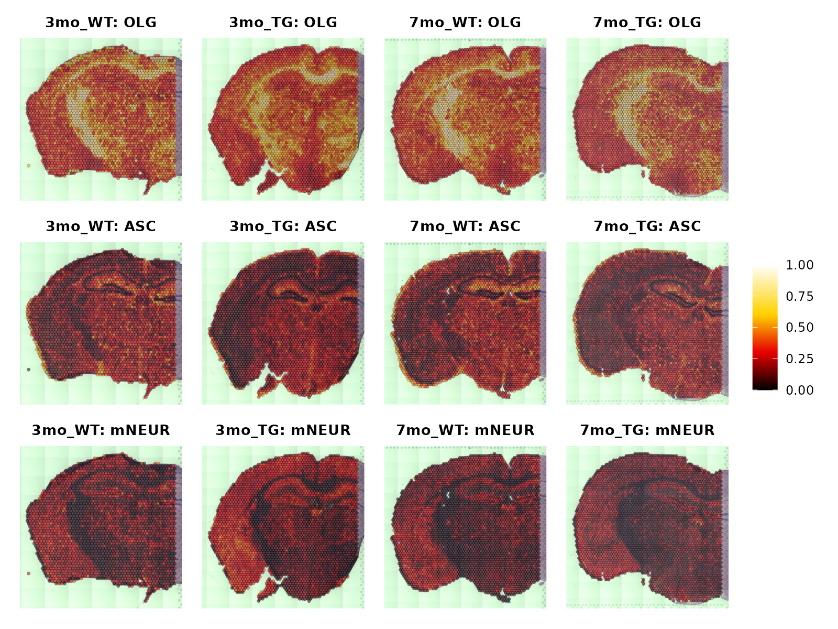 3mo_WT: OLG
3mo_TG: OLG
7mo_WT: OLG
7mo_TG: OLG
3mo_WT: ASC
3mo_TG: ASC
7mo_WT: ASC
7mo_TG: ASC
1.00
0.75
0.50
0.25
0.00
3mo_WT: mNEUR
3mo_TG: mNEUR
7mo_WT: mNEUR
7mo_TG: mNEUR